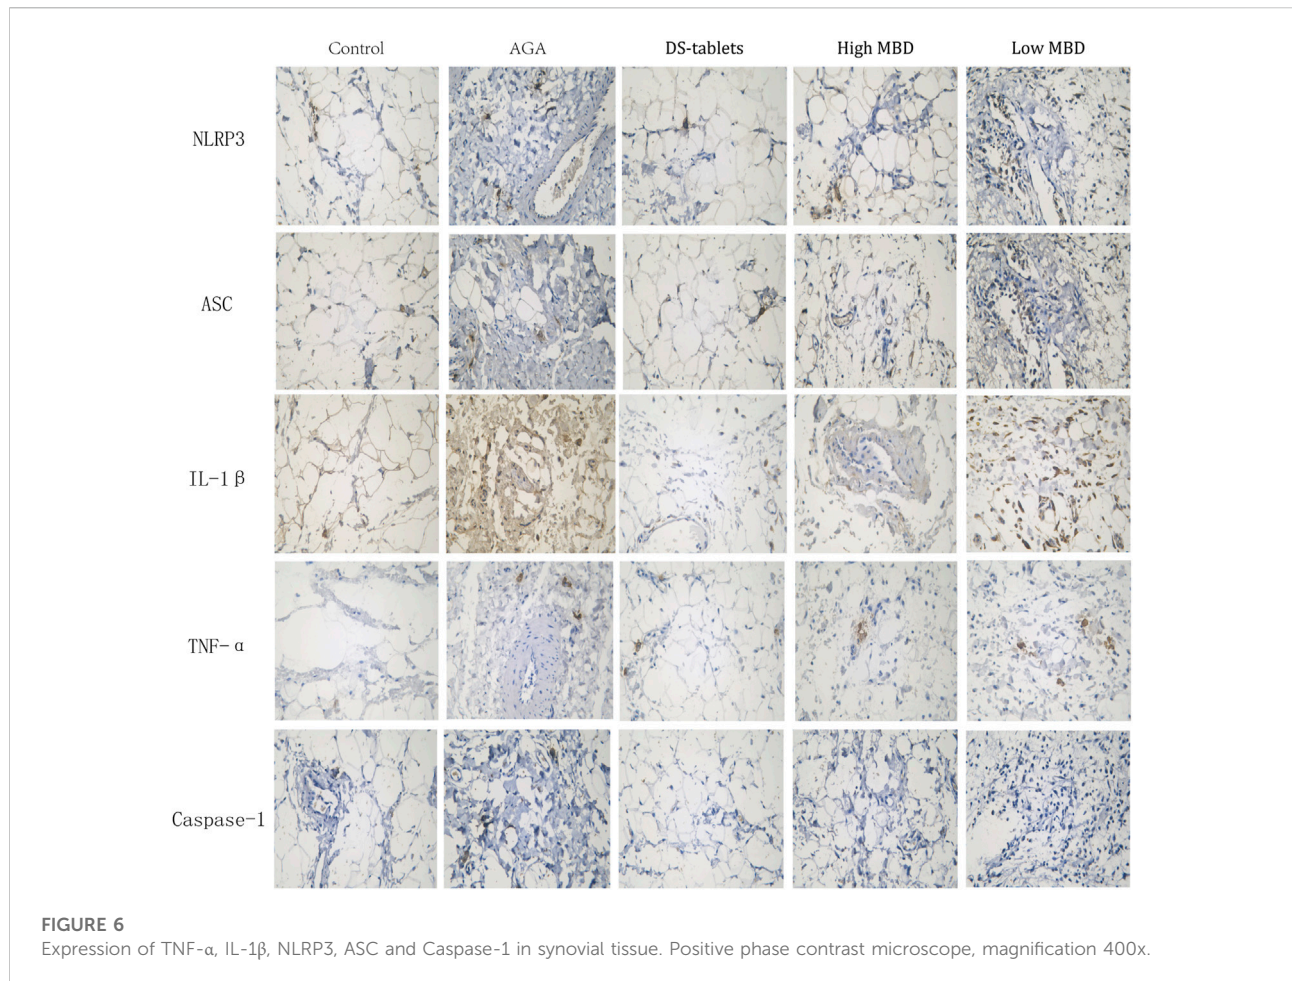 Control AGA DS-tablets High MBD Low MBD
NLRP3
ASC
IL-1β
TNF-α
Caspase-1
FIGURE 6
Expression of TNF-α, IL-1β, NLRP3, ASC and Caspase-1 in synovial tissue. Positive phase contrast microscope, magnification 400x.